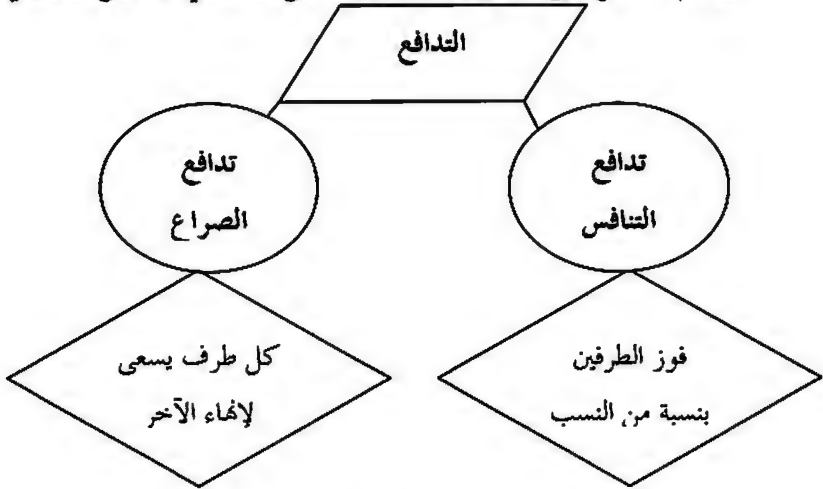 التدافع
تدافع
التنافس
تدافع
الصراع
فوز الطرفين
بنسبة من النسب
كل طرف يسعى
لإنهاء الآخر